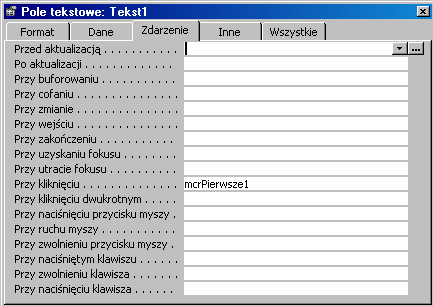 Pole tekstowe: Tekst1
Format Dane Zdarzenie Inne Wszystkie
Przed aktualizacją . . . . . . . . . . . ...
Po aktualizacji . . . . . . . . . . . . .
Przy buforowaniu . . . . . . . . . . .
Przy cofaniu . . . . . . . . . . . . . . .
Przy zmianie . . . . . . . . . . . . . . .
Przy wejściu . . . . . . . . . . . . . . .
Przy zakończeniu . . . . . . . . . . .
Przy uzyskaniu fokusu . . . . . . . .
Przy utracie fokusu . . . . . . . . . .
Przy kliknięciu . . . . . . . . . . . . . mcrPierwsze1
Przy kliknięciu dwukrotnym . . . . .
Przy naciśnięciu przycisku myszy .
Przy ruchu myszy . . . . . . . . . . .
Przy zwolnieniu przycisku myszy .
Przy naciśniętym klawiszu . . . . . .
Przy zwolnieniu klawisza . . . . . . .
Przy naciśnięciu klawisza . . . . . .